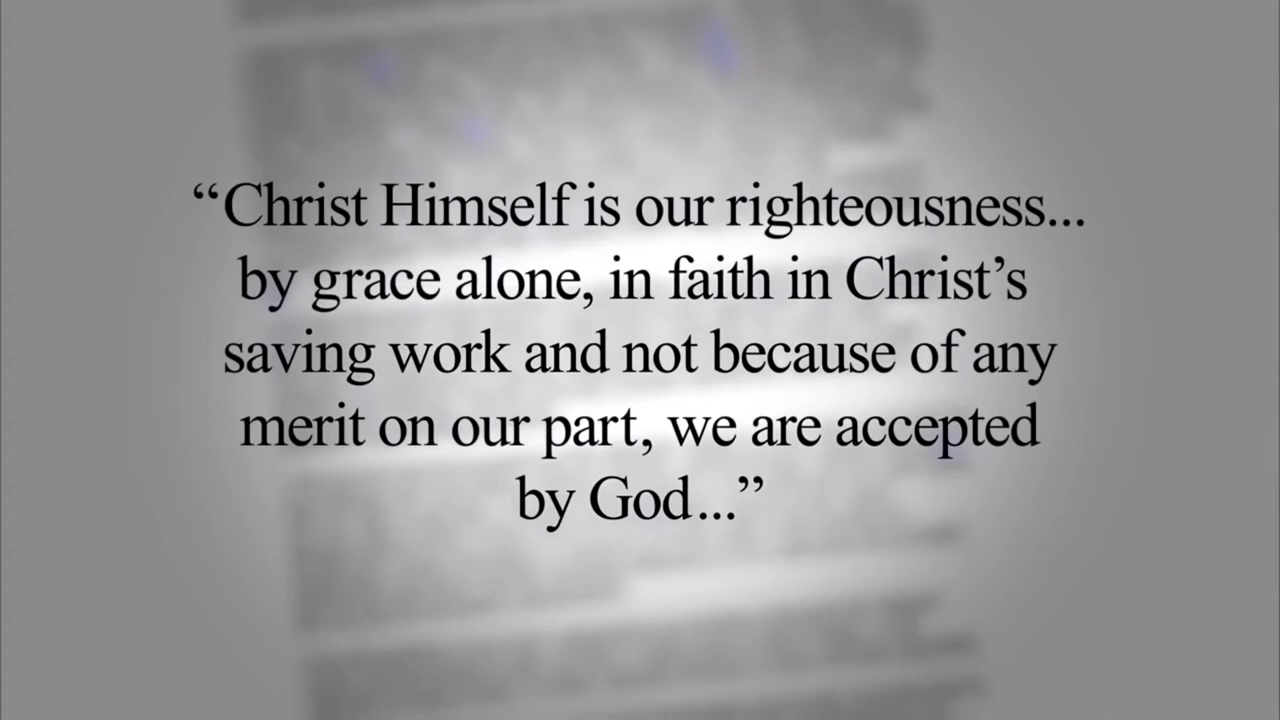 “Christ Himself is our righteousness...
by grace alone, in faith in Christ’s
saving work and not because of any
merit on our part, we are accepted
by God...”